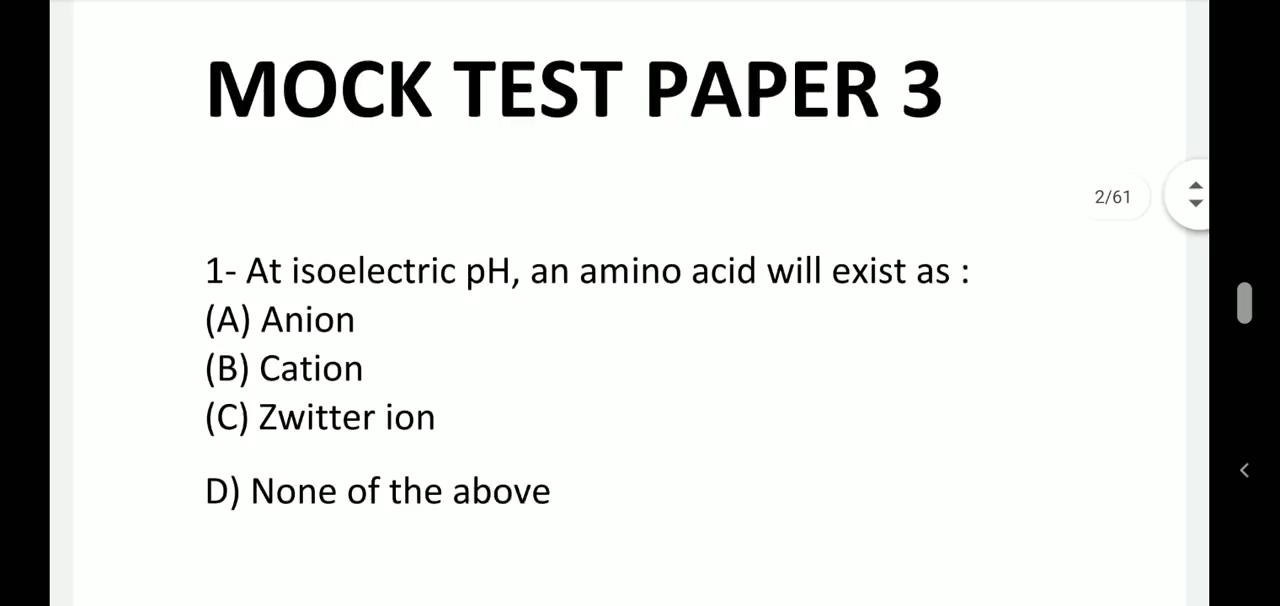 MOCK TEST PAPER 3
2/61
1- At isoelectric pH, an amino acid will exist as :
(A) Anion
(B) Cation
(C) Zwitter ion
D) None of the above